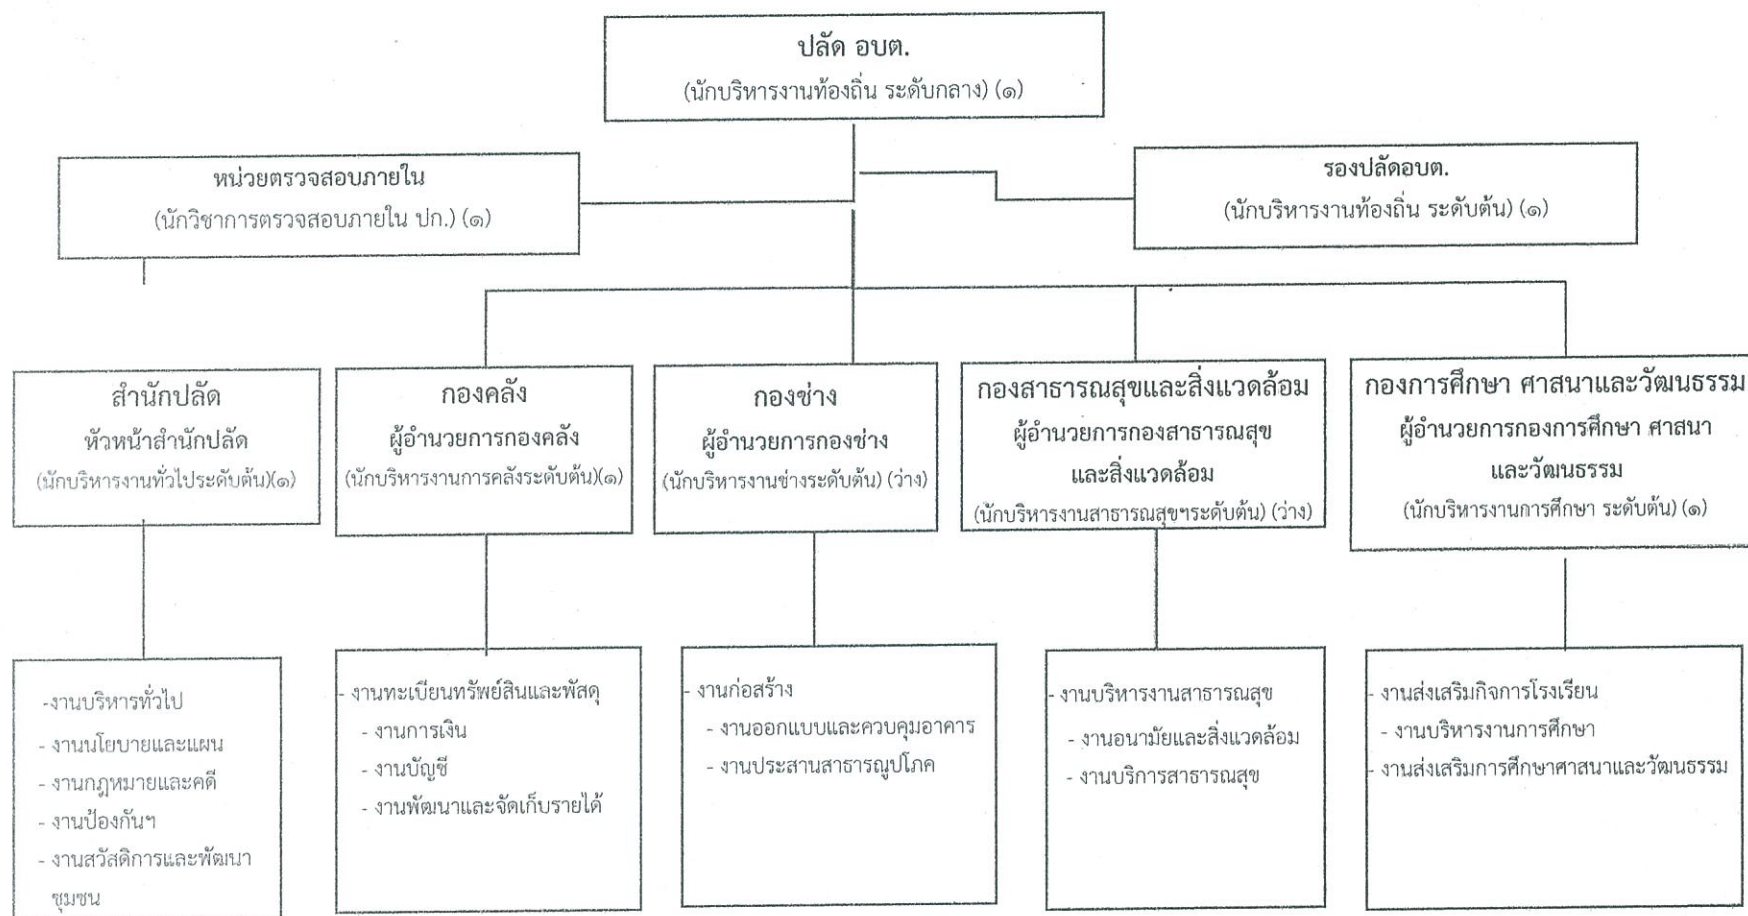 ปลัด อบต.
(นักบริหารงานท้องถิ่น ระดับกลาง) (๑)
หน่วยตรวจสอบภายใน
(นักวิชาการตรวจสอบภายใน ปก.) (๑)
รองปลัดอบต.
(นักบริหารงานท้องถิ่น ระดับต้น) (๑)
สำนักปลัด
หัวหน้าสำนักปลัด
(นักบริหารงานทั่วไประดับต้น)(๑)
กองคลัง
ผู้อำนวยการกองคลัง
(นักบริหารงานการคลังระดับต้น)(๑)
กองช่าง
ผู้อำนวยการกองช่าง
(นักบริหารงานช่างระดับต้น) (ว่าง)
กองสาธารณสุขและสิ่งแวดล้อม
ผู้อำนวยการกองสาธารณสุข
และสิ่งแวดล้อม
(นักบริหารงานสาธารณสุขฯระดับต้น) (ว่าง)
กองการศึกษา ศาสนาและวัฒนธรรม
ผู้อำนวยการกองการศึกษา ศาสนา
และวัฒนธรรม
(นักบริหารงานการศึกษา ระดับต้น) (๑)
-งานบริหารทั่วไป
- งานนโยบายและแผน
- งานกฎหมายและคดี
- งานป้องกันฯ
- งานสวัสดิการและพัฒนา
ชุมชน
- งานทะเบียนทรัพย์สินและพัสดุ
- งานการเงิน
- งานบัญชี
- งานพัฒนาและจัดเก็บรายได้
- งานก่อสร้าง
- งานออกแบบและควบคุมอาคาร
- งานประสานสาธารณูปโภค
- งานบริหารงานสาธารณสุข
- งานอนามัยและสิ่งแวดล้อม
- งานบริการสาธารณสุข
- งานส่งเสริมกิจการโรงเรียน
- งานบริหารงานการศึกษา
- งานส่งเสริมการศึกษาศาสนาและวัฒนธรรม